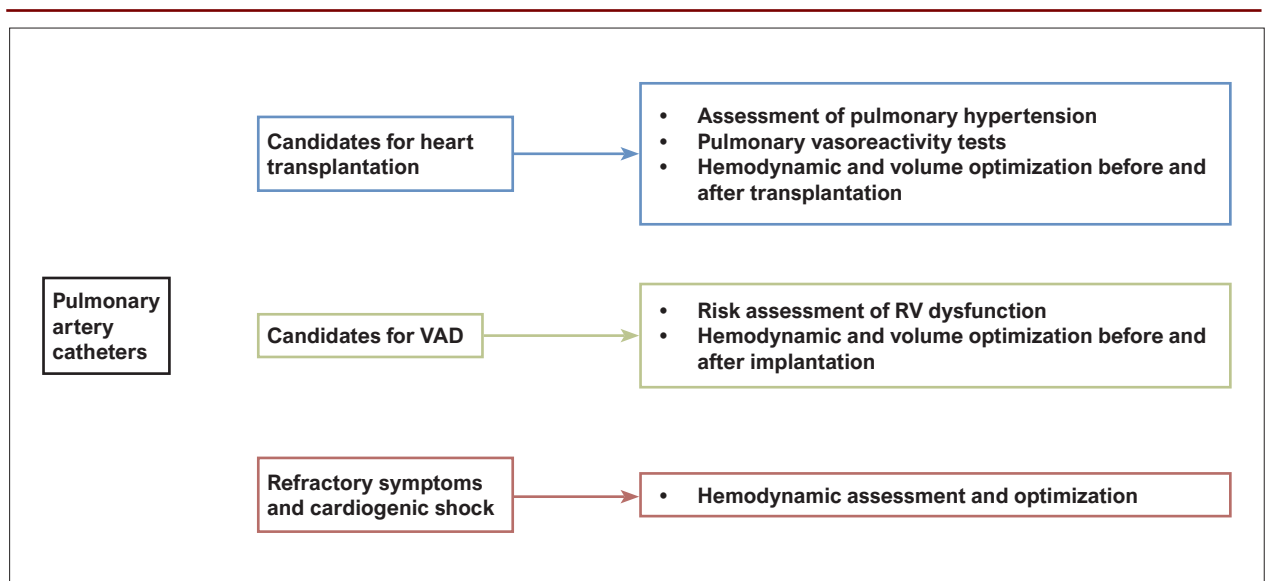 Pulmonary
artery
catheters
Candidates for heart
transplantation
• Assessment of pulmonary hypertension
• Pulmonary vasoreactivity tests
• Hemodynamic and volume optimization before and
after transplantation
Candidates for VAD
• Risk assessment of RV dysfunction
• Hemodynamic and volume optimization before and
after implantation
Refractory symptoms
and cardiogenic shock
• Hemodynamic assessment and optimization